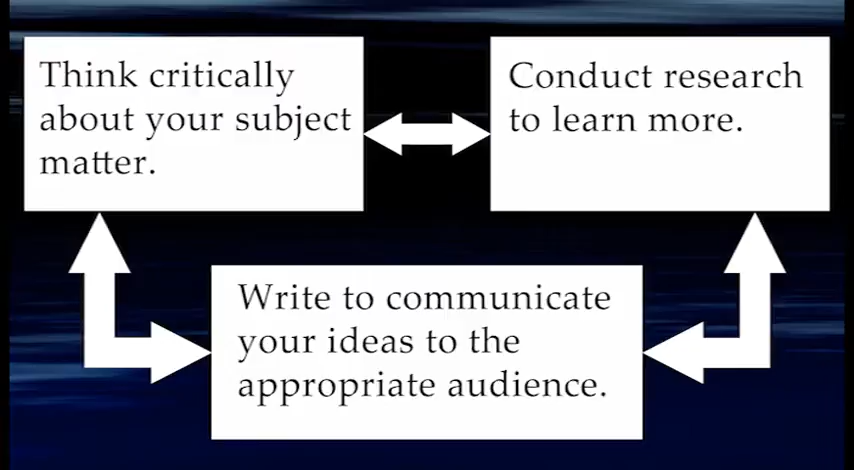 Think critically
about your subject
matter.
Conduct research
to learn more.
Write to communicate
your ideas to the
appropriate audience.